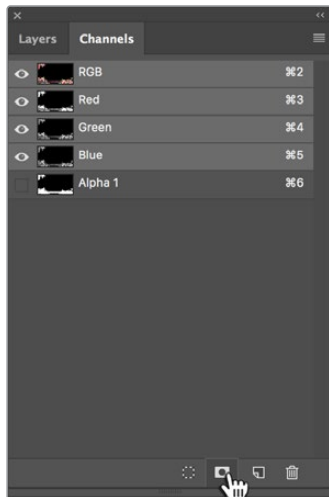 Layers Channels
RGB ⌘2
Red ⌘3
Green ⌘4
Blue ⌘5
Alpha 1 ⌘6